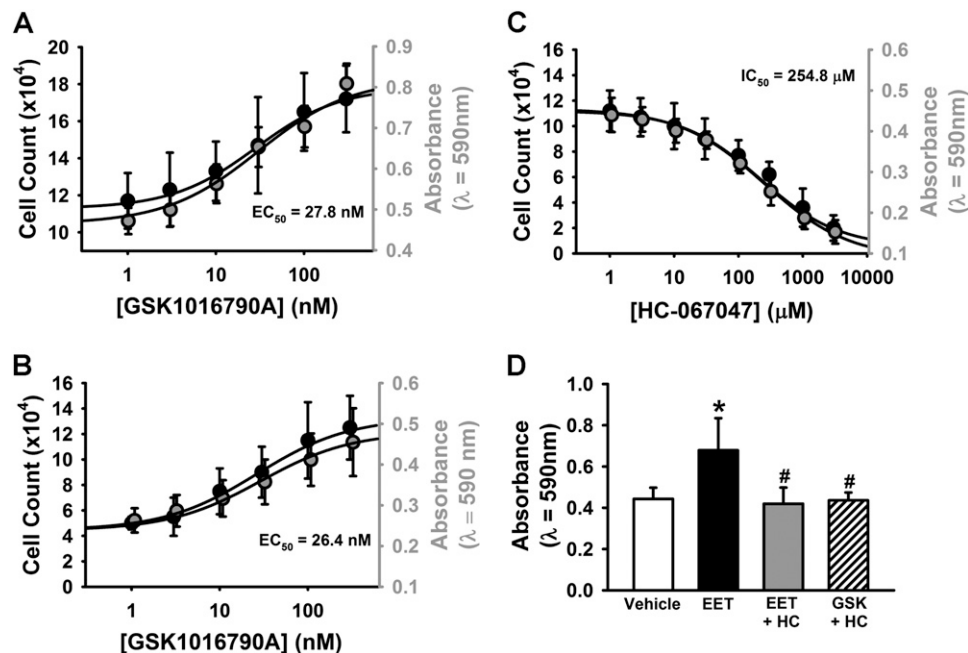 A
Cell Count (x10⁴)
20
18
16
14
12
10
0.9
0.8
0.7
0.6
0.5
0.4
Absorbance
(λ = 590nm)
EC₅₀ = 27.8 nM
1
10
100
[GSK1016790A] (nM)
C
Cell Count (x10⁴)
16
14
12
10
8
6
4
2
0
0.6
0.5
0.4
0.3
0.2
0.1
Absorbance
(λ = 590nm)
IC₅₀ = 254.8 μM
1
10
100
1000
10000
[HC-067047] (μM)
B
Cell Count (x10⁴)
16
14
12
10
8
6
4
2
0
0.6
0.5
0.4
0.3
0.2
0.1
Absorbance
(λ = 590 nm)
EC₅₀ = 26.4 nM
1
10
100
[GSK1016790A] (nM)
D
Absorbance
(λ = 590nm)
1.0
0.8
0.6
0.4
0.2
0.0
*
#
#
Vehicle
EET
EET
+ HC
GSK
+ HC